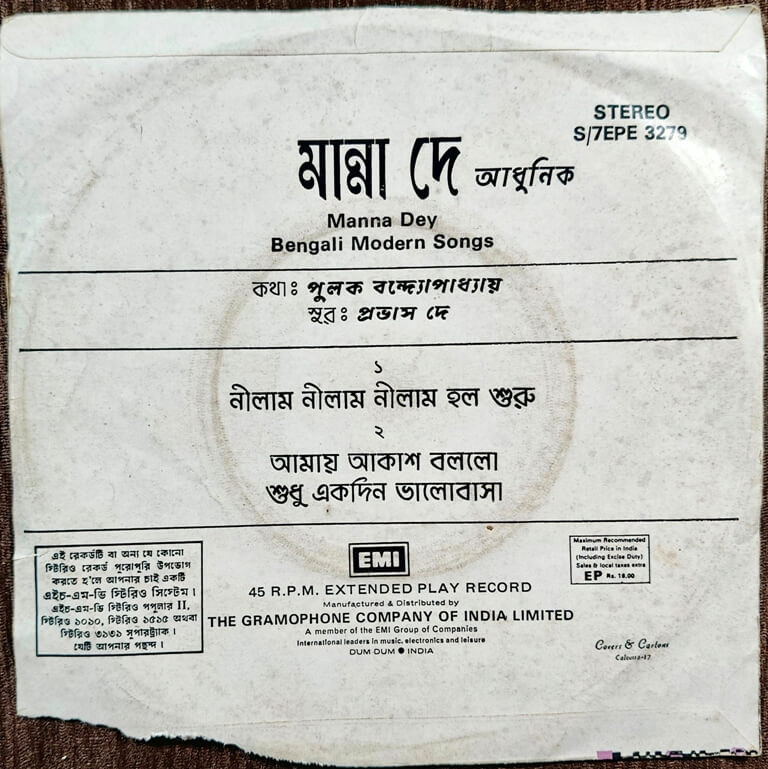 STEREO
S/7EPE 3279
মান্না দে আধুনিক
Manna Dey
Bengali Modern Songs
কথাঃ পুলক বন্দ্যোপাধ্যায়
সুরঃ প্রভাস দে
১
নীলাম নীলাম নীলাম হল শুরু
২
আমায় আকাশ বললো
শুধু একদিন ভালোবাসা
এই রেকর্ডটি বা অন্য যে কোনো
স্টিরিও রেকর্ড পুরোপুরি উপভোগ
করতে হ'লে আপনার চাই একটি
এইচ-এম-ভি স্টিরিও সিস্টেম।
এইচ-এম-ভি স্টিরিও পপুলার II,
স্টিরিও ১০১০, স্টিরিও ১৫১৫ অথবা
স্টিরিও ৩১৩১ সুপারট্র্যাক।
যেটি আপনার পছন্দ।
EMI
45 R.P.M. EXTENDED PLAY RECORD
Manufactured & Distributed by
THE GRAMOPHONE COMPANY OF INDIA LIMITED
A member of the EMI Group of Companies
International leaders in music, electronics and leisure
DUM DUM ● INDIA
Maximum Recommended
Retail Price in India
(Including Excise Duty)
Sales & local taxes extra
EP Rs. 18.00
Covers & Cartons
Calcutta-17